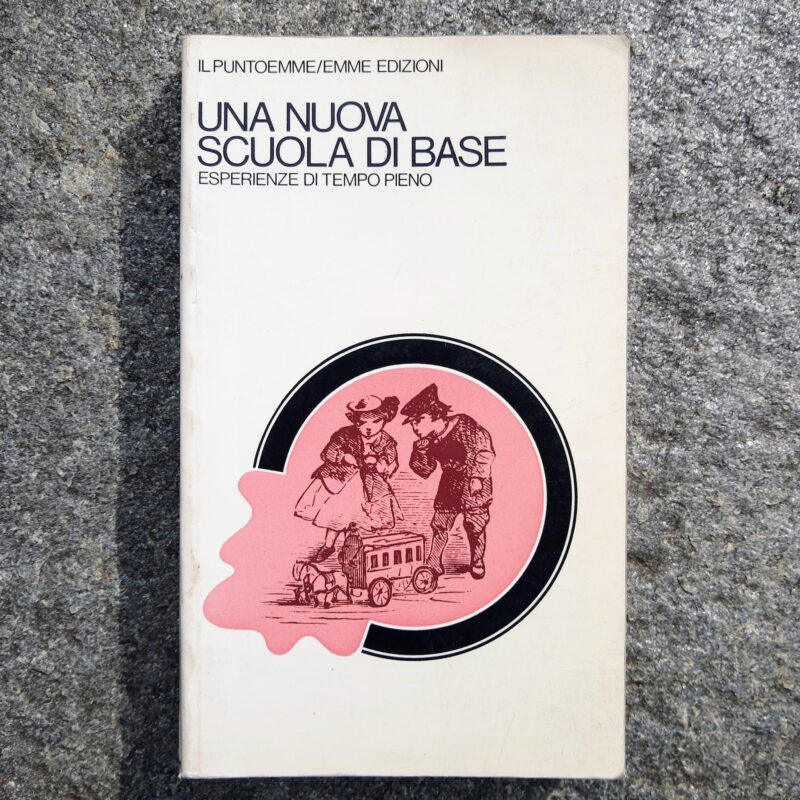 IL PUNTOEMME/EMME EDIZIONI
UNA NUOVA
SCUOLA DI BASE
ESPERIENZE DI TEMPO PIENO